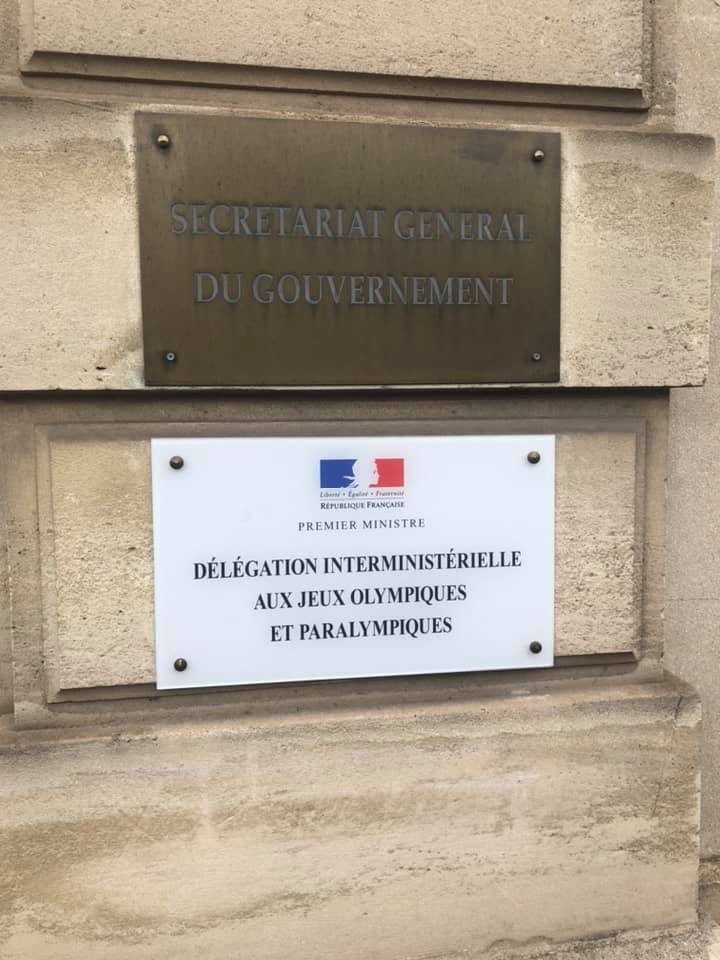 SECRETARIAT GENERAL
DU GOUVERNEMENT
Liberté • Égalité • Fraternité
RÉPUBLIQUE FRANÇAISE
PREMIER MINISTRE
DÉLÉGATION INTERMINISTÉRIELLE
AUX JEUX OLYMPIQUES
ET PARALYMPIQUES